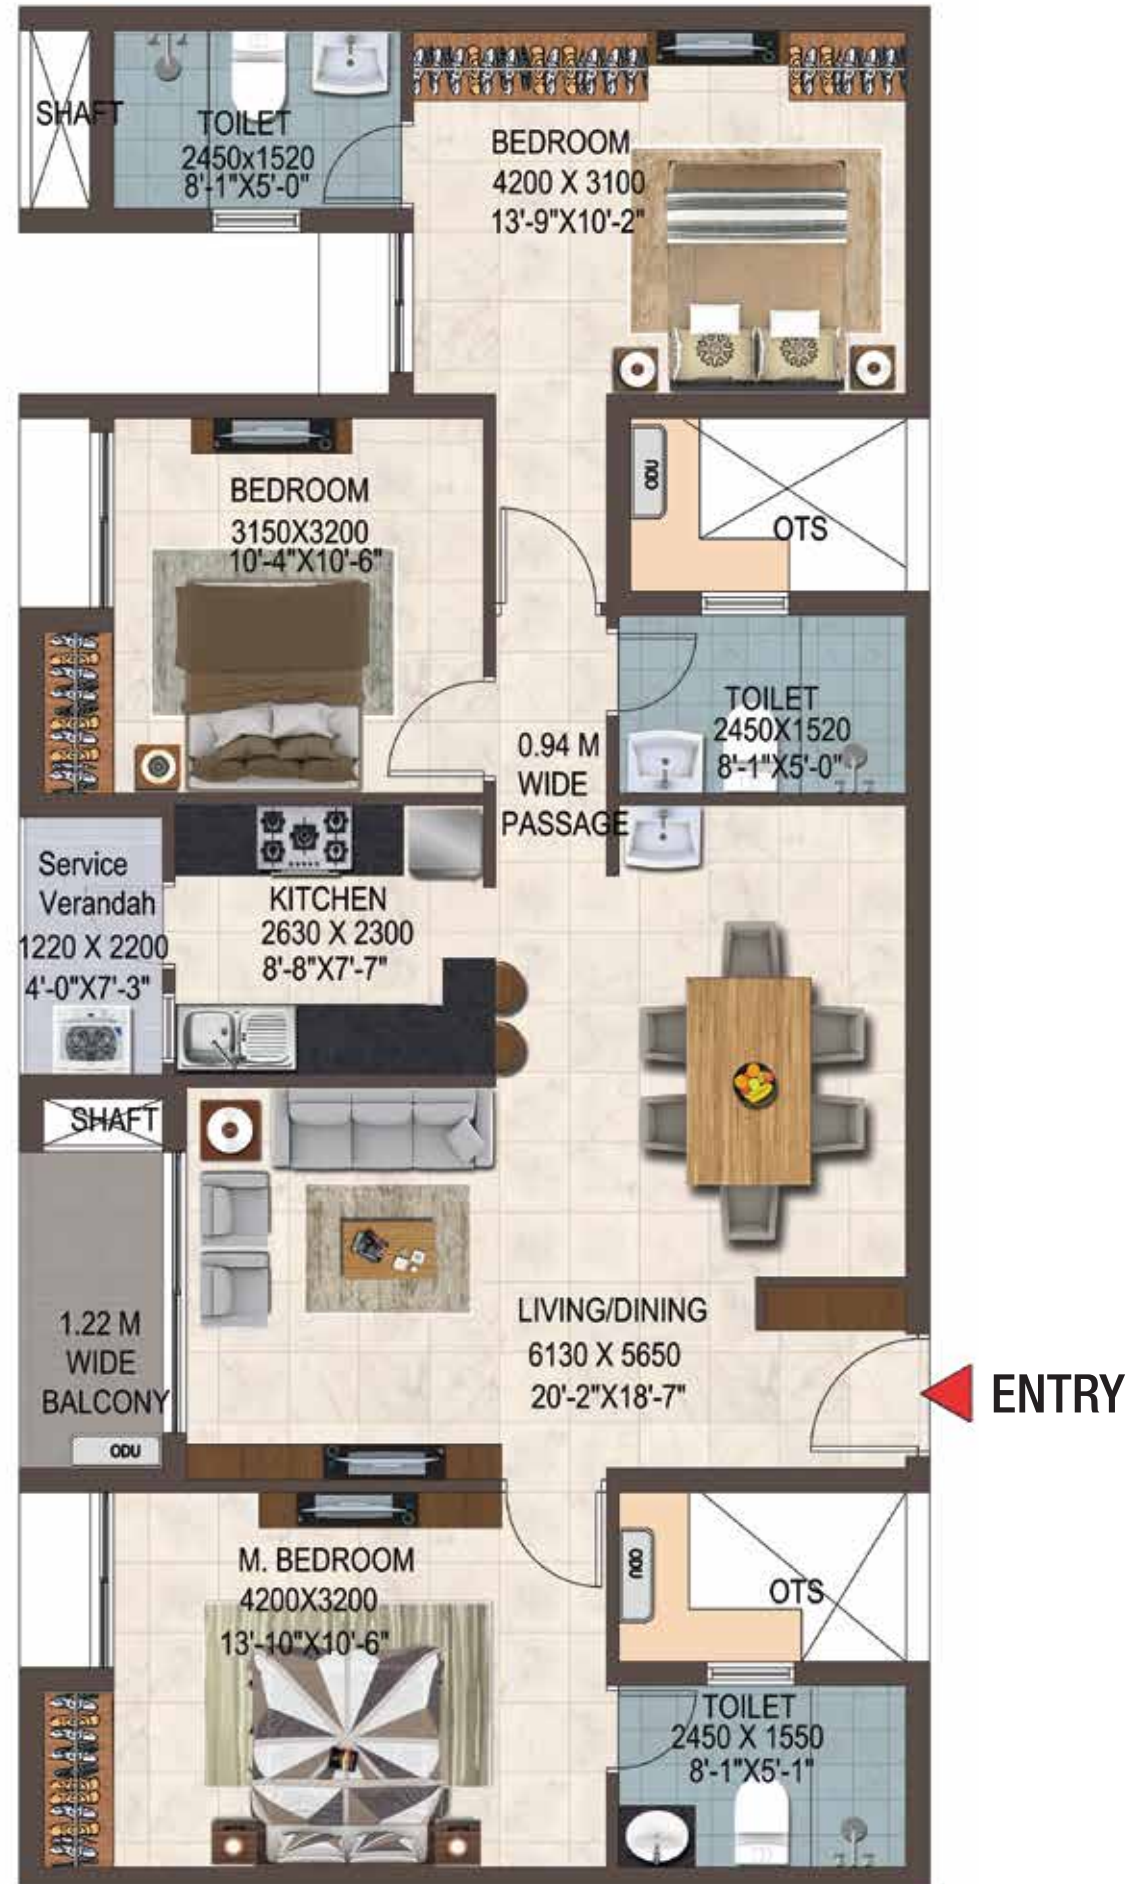 SHAFT
TOILET
2450x1520
8'-1"X5'-0"
BEDROOM
4200 X 3100
13'-9"X10'-2"
BEDROOM
3150X3200
10'-4"X10'-6"
ODU
OTS
TOILET
2450X1520
8'-1"X5'-0"
0.94 M
WIDE
PASSAGE
Service
Verandah
1220 X 2200
4'-0"X7'-3"
KITCHEN
2630 X 2300
8'-8"X7'-7"
SHAFT
1.22 M
WIDE
BALCONY
ODU
LIVING/DINING
6130 X 5650
20'-2"X18'-7"
ENTRY
M. BEDROOM
4200X3200
13'-10"X10'-6"
ODU
OTS
TOILET
2450 X 1550
8'-1"X5'-1"